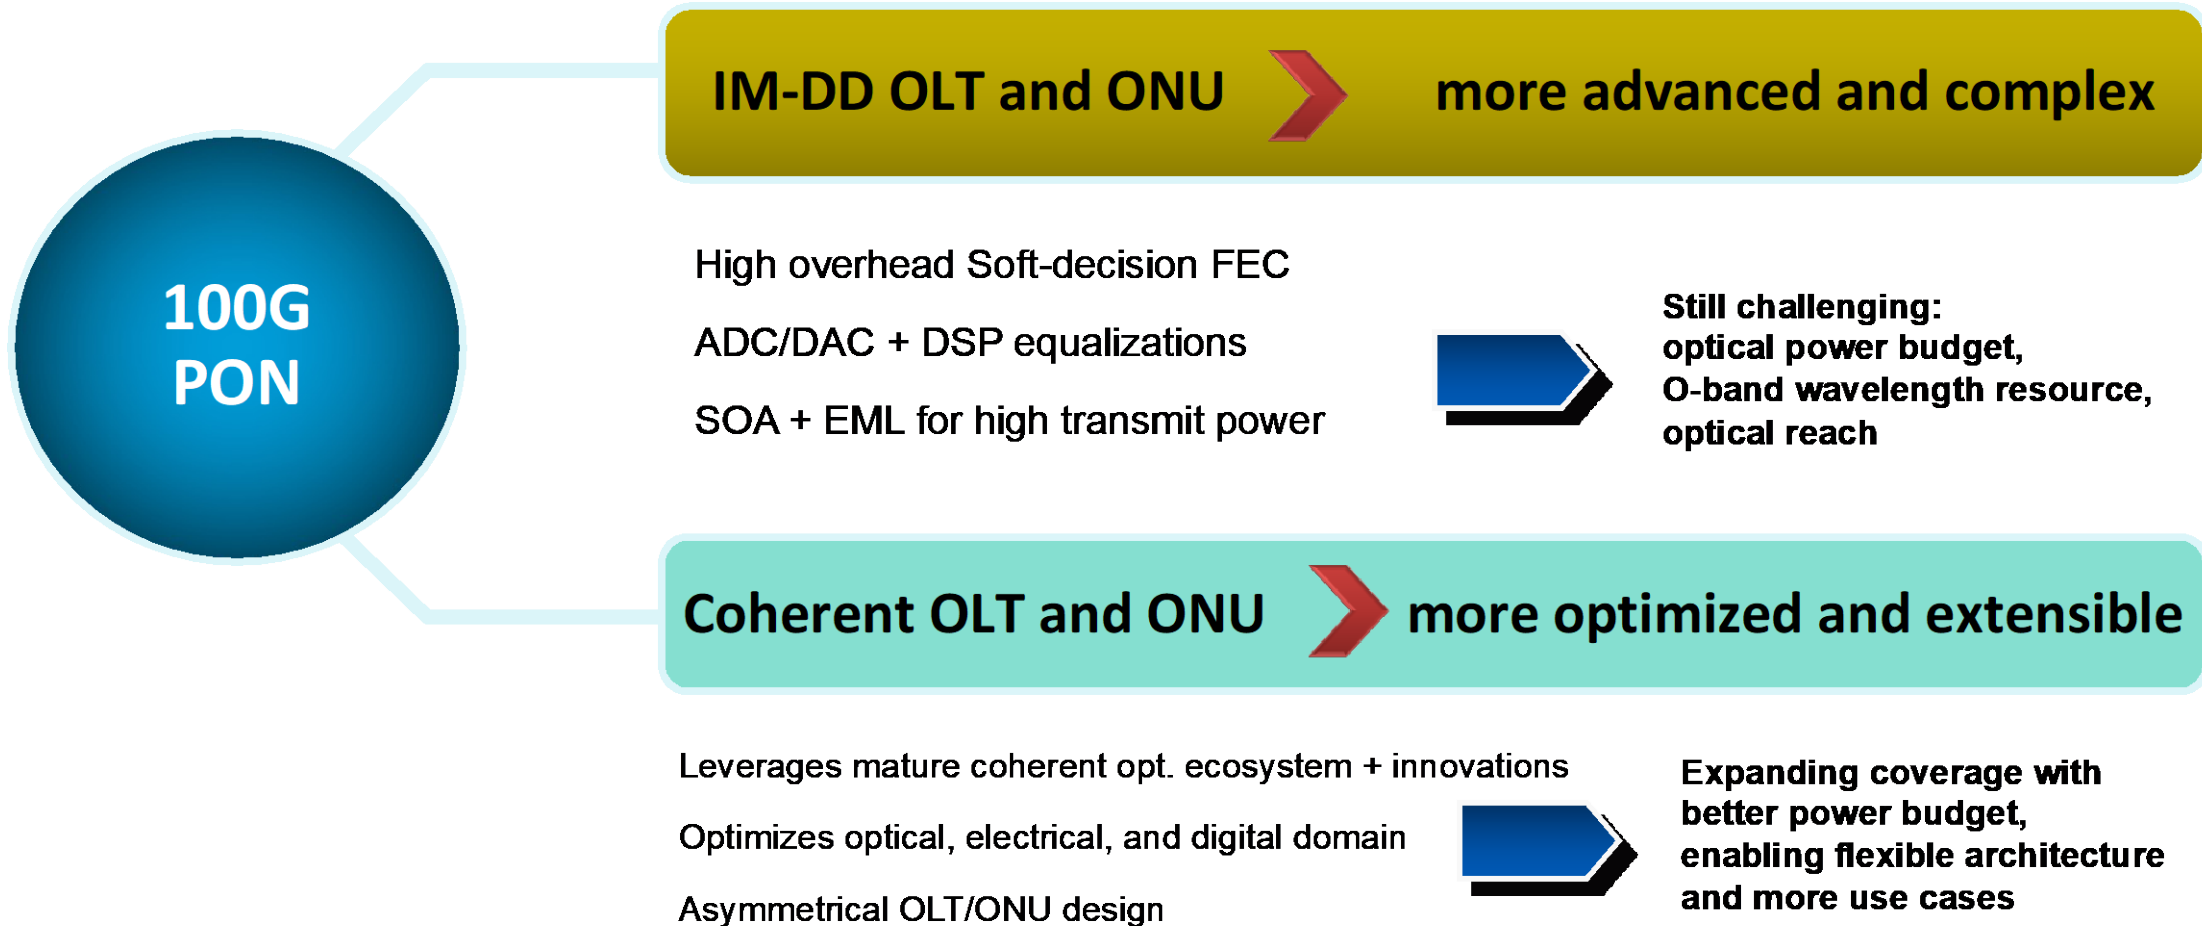 100G
PON
IM-DD OLT and ONU more advanced and complex
High overhead Soft-decision FEC
ADC/DAC + DSP equalizations
SOA + EML for high transmit power
Still challenging:
optical power budget,
O-band wavelength resource,
optical reach
Coherent OLT and ONU more optimized and extensible
Leverages mature coherent opt. ecosystem + innovations
Optimizes optical, electrical, and digital domain
Asymmetrical OLT/ONU design
Expanding coverage with
better power budget,
enabling flexible architecture
and more use cases